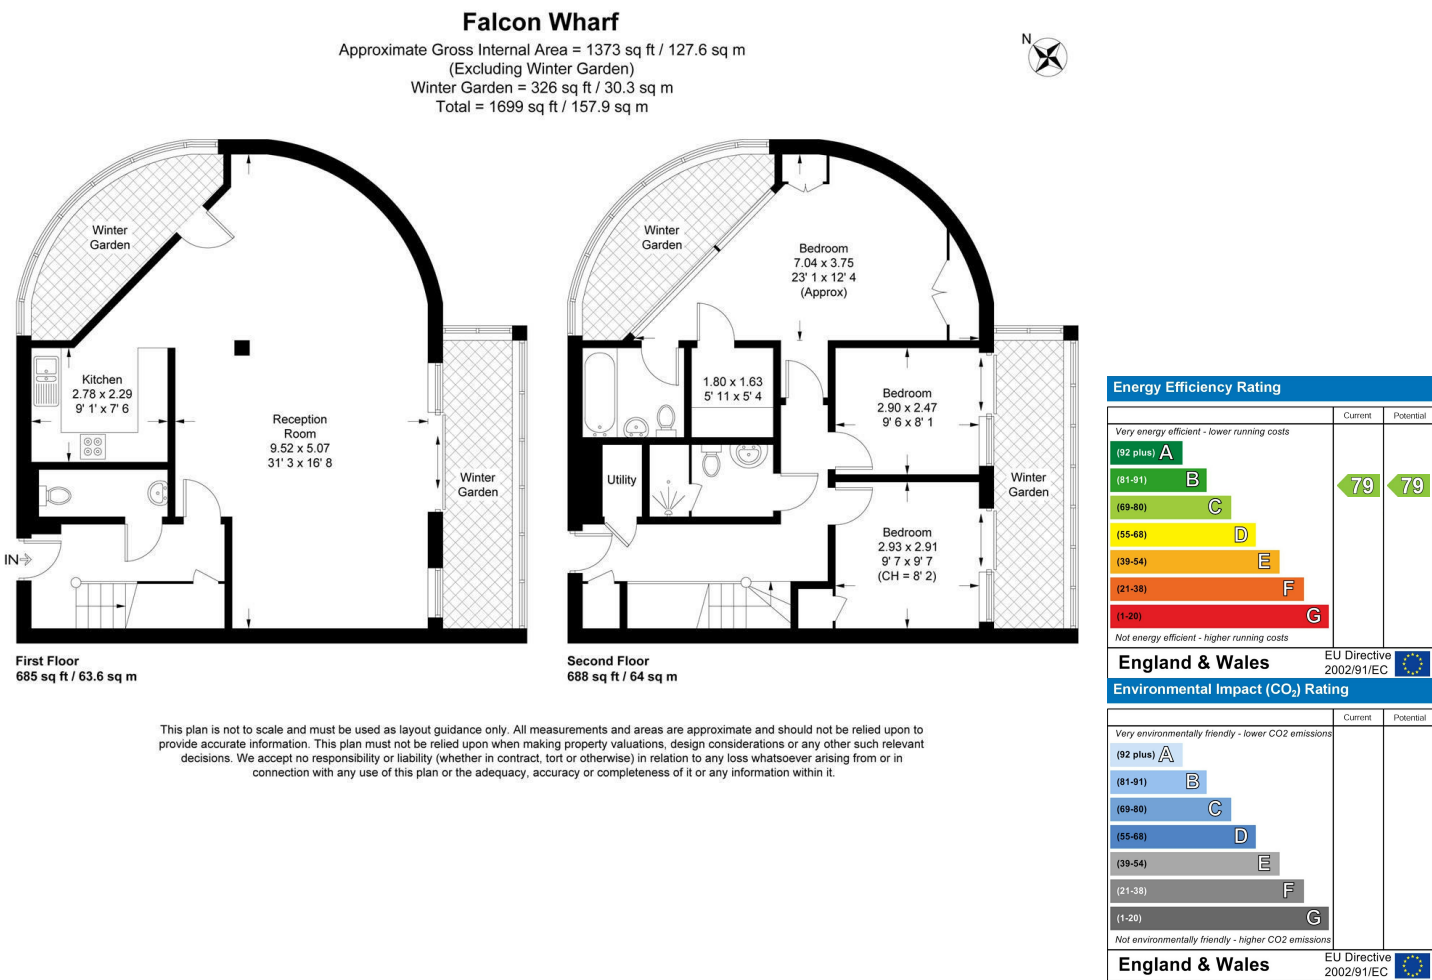 Falcon Wharf
Approximate Gross Internal Area = 1373 sq ft / 127.6 sq m
(Excluding Winter Garden)
Winter Garden = 326 sq ft / 30.3 sq m
Total = 1699 sq ft / 157.9 sq m
N
Winter
Garden
Kitchen
2.78 x 2.29
9' 1' x 7' 6
Reception
Room
9.52 x 5.07
31' 3 x 16' 8
Winter
Garden
IN
First Floor
685 sq ft / 63.6 sq m
Winter
Garden
Bedroom
7.04 x 3.75
23' 1 x 12' 4
(Approx)
1.80 x 1.63
5' 11 x 5' 4
Bedroom
2.90 x 2.47
9' 6 x 8' 1
Utility
Winter
Garden
Bedroom
2.93 x 2.91
9' 7 x 9' 7
(CH = 8' 2)
Second Floor
688 sq ft / 64 sq m
This plan is not to scale and must be used as layout guidance only. All measurements and areas are approximate and should not be relied upon to
provide accurate information. This plan must not be relied upon when making property valuations, design considerations or any other such relevant
decisions. We accept no responsibility or liability (whether in contract, tort or otherwise) in relation to any loss whatsoever arising from or in
connection with any use of this plan or the adequacy, accuracy or completeness of it or any information within it.
Energy Efficiency Rating
Current Potential
Very energy efficient - lower running costs
(92 plus) A
(81-91) B
(69-80) C
(55-68) D
(39-54) E
(21-38) F
(1-20) G
79 79
Not energy efficient - higher running costs
England & Wales
EU Directive
2002/91/EC
Environmental Impact (CO₂) Rating
Current Potential
Very environmentally friendly - lower CO2 emissions
(92 plus) A
(81-91) B
(69-80) C
(55-68) D
(39-54) E
(21-38) F
(1-20) G
Not environmentally friendly - higher CO2 emissions
England & Wales
EU Directive
2002/91/EC